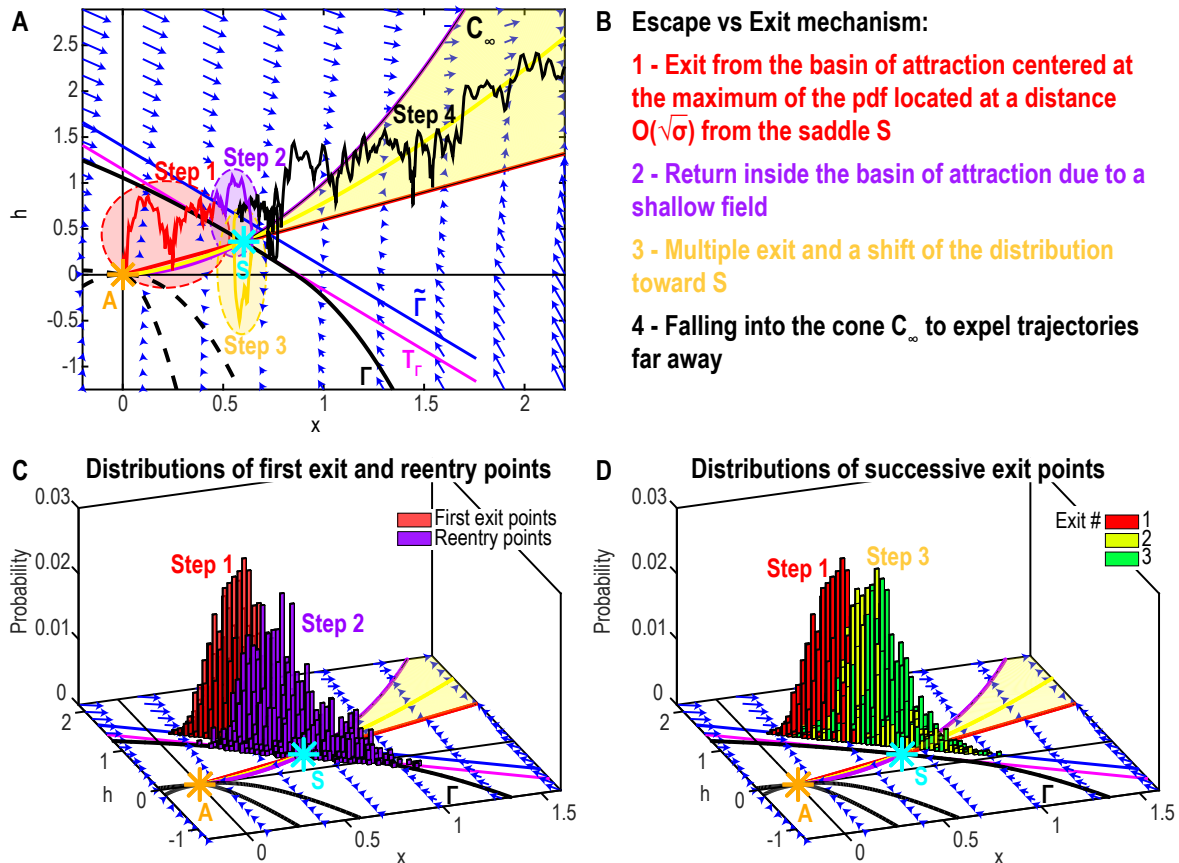 A
2.5
2
1.5
1
0.5
0
-0.5
-1
h
0
0.5
1
1.5
2
x
C∞
Step 1
Step 2
Step 4
Step 3
A
S
Γ̃
T_Γ
Γ
B
Escape vs Exit mechanism:
1 - Exit from the basin of attraction centered at
the maximum of the pdf located at a distance
O(√σ) from the saddle S
2 - Return inside the basin of attraction due to a
shallow field
3 - Multiple exit and a shift of the distribution
toward S
4 - Falling into the cone C∞ to expel trajectories
far away
C
Distributions of first exit and reentry points
0.03
0.02
0.01
0
Probability
First exit points
Reentry points
Step 1
Step 2
2
1
0
-1
h
A
S
Γ
0
0.5
1
1.5
x
D
Distributions of successive exit points
0.03
0.02
0.01
0
Probability
Exit #
1
2
3
Step 1
Step 3
2
1
0
-1
h
A
S
Γ
0
0.5
1
1.5
x